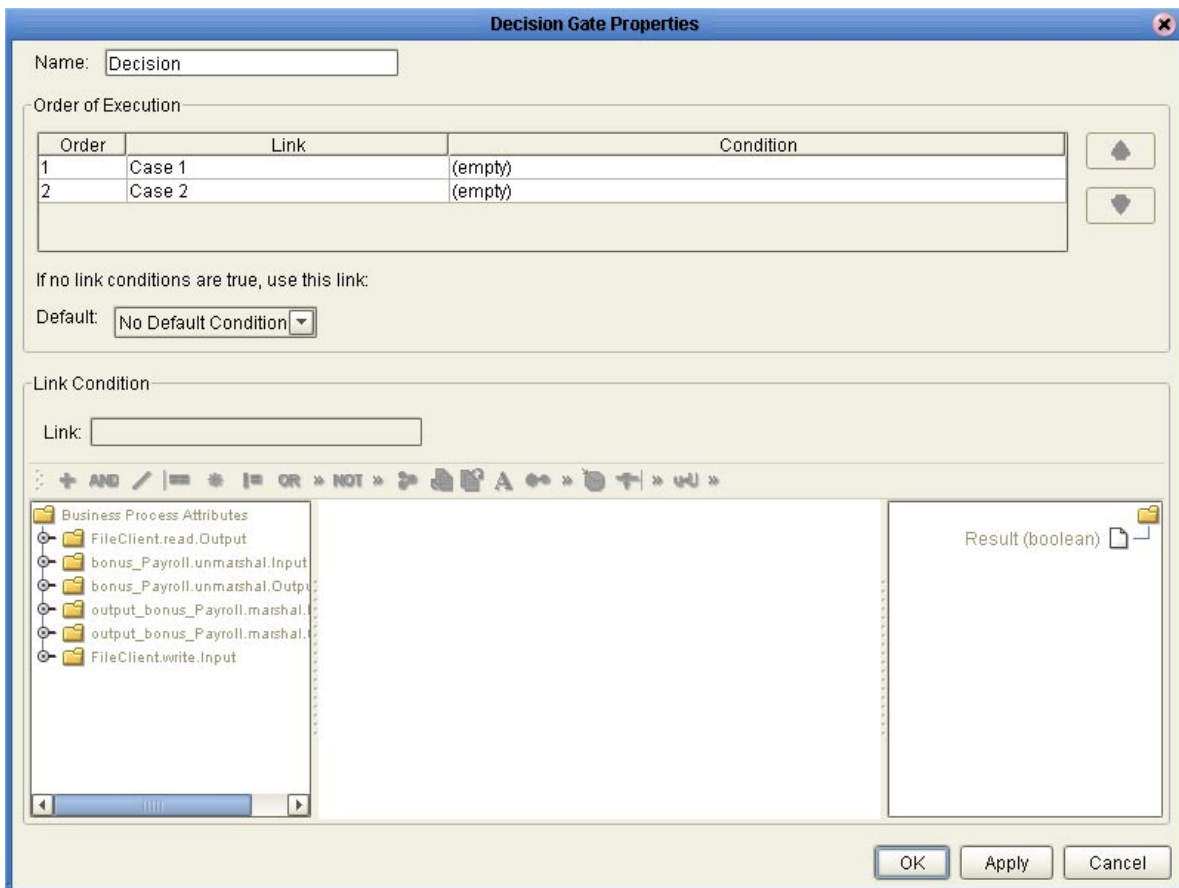 Decision Gate Properties
Name: Decision
Order of Execution
Order Link Condition
1 Case 1 (empty)
2 Case 2 (empty)
If no link conditions are true, use this link:
Default: No Default Condition
Link Condition
Link:
AND == != OR » NOT » A » » »
Business Process Attributes
FileClient.read.Output
bonus_Payroll.unmarshal.Input
bonus_Payroll.unmarshal.Outpu
output_bonus_Payroll.marshal.
output_bonus_Payroll.marshal.
FileClient.write.Input
Result (boolean)
OK Apply Cancel